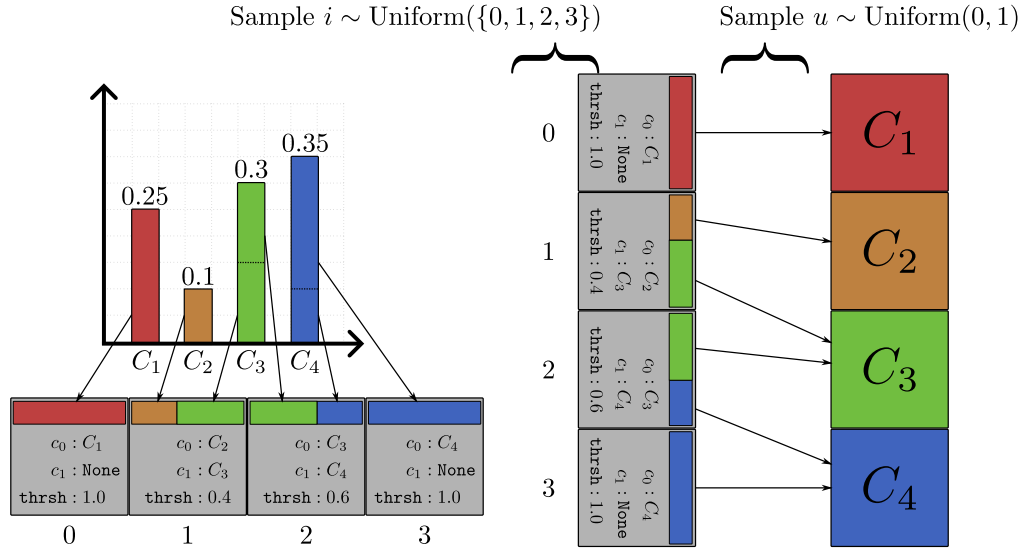 Sample i ∼ Uniform({0, 1, 2, 3})
Sample u ∼ Uniform(0, 1)
0.25
0.1
0.3
0.35
C₁
C₂
C₃
C₄
c₀ : C₁
c₁ : None
thrsh : 1.0
0
c₀ : C₂
c₁ : C₃
thrsh : 0.4
1
c₀ : C₃
c₁ : C₄
thrsh : 0.6
2
c₀ : C₄
c₁ : None
thrsh : 1.0
3
0
c₀ : C₁
c₁ : None
thrsh : 1.0
C₁
1
c₀ : C₂
c₁ : C₃
thrsh : 0.4
C₂
2
c₀ : C₃
c₁ : C₄
thrsh : 0.6
C₃
3
c₀ : C₄
c₁ : None
thrsh : 1.0
C₄